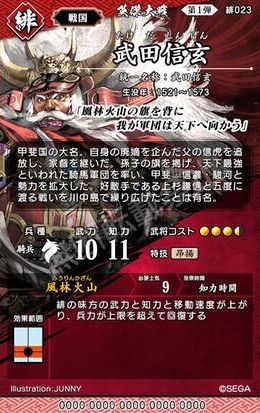 緋
戦国
英傑大戦
第1弾
緋023
たけだしんげん
武田信玄
統一名称：武田信玄
生没年：1521～1573
「風林火山の旗を背に
我が軍団は天下へ向かう」
甲斐国の大名。自身の廃嫡を企んだ父の信虎を追
放し、家督を継いだ。孫子の旗を掲げ、天下最強
といわれた騎馬軍団を率い、甲斐・信濃・駿河と
勢力を拡大した。好敵手である上杉謙信と五度に
渡る戦いを川中島で繰り広げたことは有名。
兵種 武力 知力 武将コスト
騎兵 10 11
特技 昂揚
ふうりんかざん 必要士気 効果時間
風林火山 9 知力時間
効果範囲
緋の味方の武力と知力と移動速度が上が
り、兵力が上限を超えて回復する
Illustration:JUNNY ©SEGA
0000-0000-0000-0000-0000